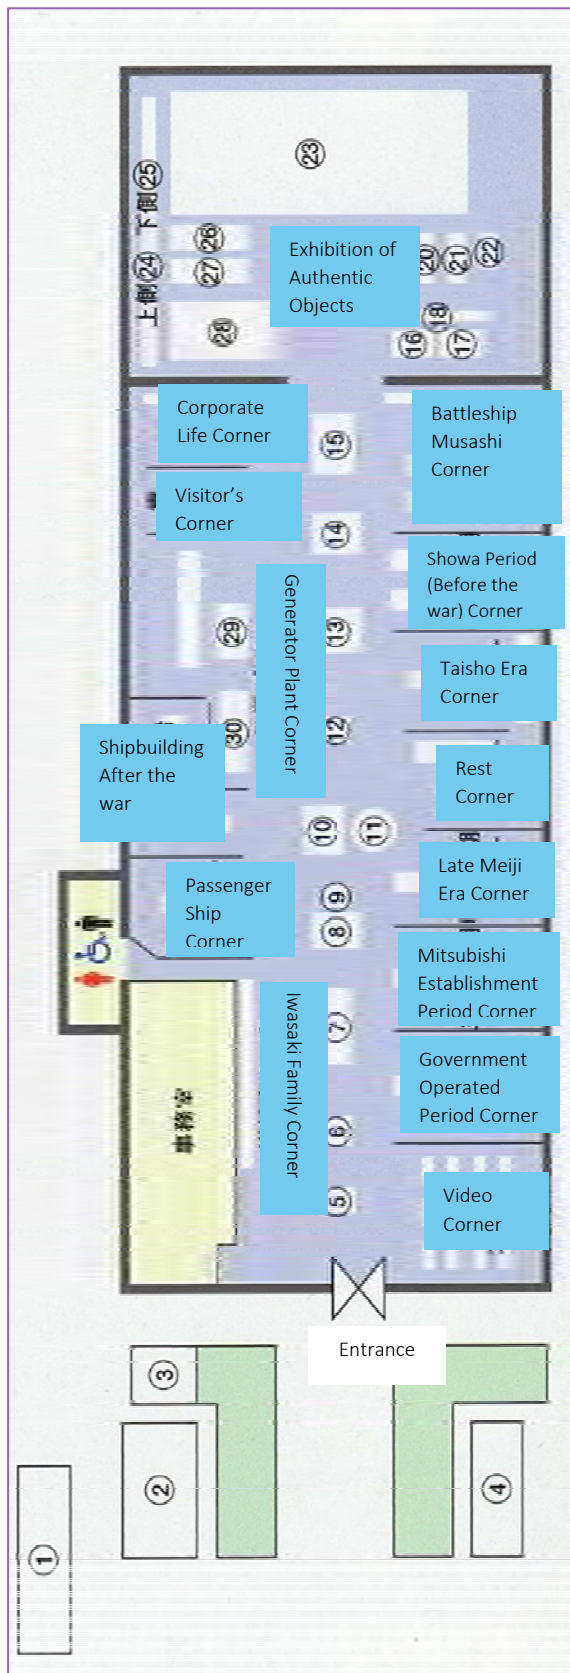 ㉓
下側㉕
上側㉔
㉖
㉗
㉘
Exhibition of
Authentic
Objects
⑳
㉑
㉒
⑱
⑯
⑰
Corporate
Life Corner
⑮
Battleship
Musashi
Corner
Visitor's
Corner
⑭
Showa Period
(Before the
war) Corner
Generator Plant Corner
㉙
⑬
Taisho Era
Corner
㉚
⑫
Shipbuilding
After the
war
Rest
Corner
⑩
⑪
Late Meiji
Era Corner
Passenger
Ship
Corner
⑨
⑧
Mitsubishi
Establishment
Period Corner
Iwasaki Family Corner
⑦
Government
Operated
Period Corner
事務室
⑥
⑤
Video
Corner
Entrance
③
②
④
①